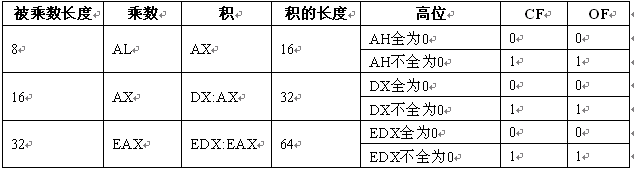 被乘数长度 乘数 积 积的长度 高位 CF OF
8 AL AX 16 AH全为0 0 0
AH不全为0 1 1
16 AX DX:AX 32 DX全为0 0 0
DX不全为0 1 1
32 EAX EDX:EAX 64 EDX全为0 0 0
EDX不全为0 1 1